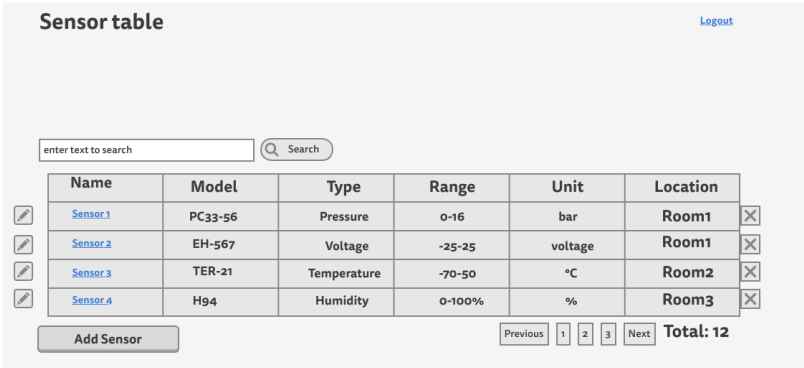 Sensor table
Logout
enter text to search
Search
Name Model Type Range Unit Location
Sensor 1 PC33-56 Pressure 0-16 bar Room1
Sensor 2 EH-567 Voltage -25-25 voltage Room1
Sensor 3 TER-21 Temperature -70-50 °C Room2
Sensor 4 H94 Humidity 0-100% % Room3
Add Sensor
Previous 1 2 3 Next Total: 12